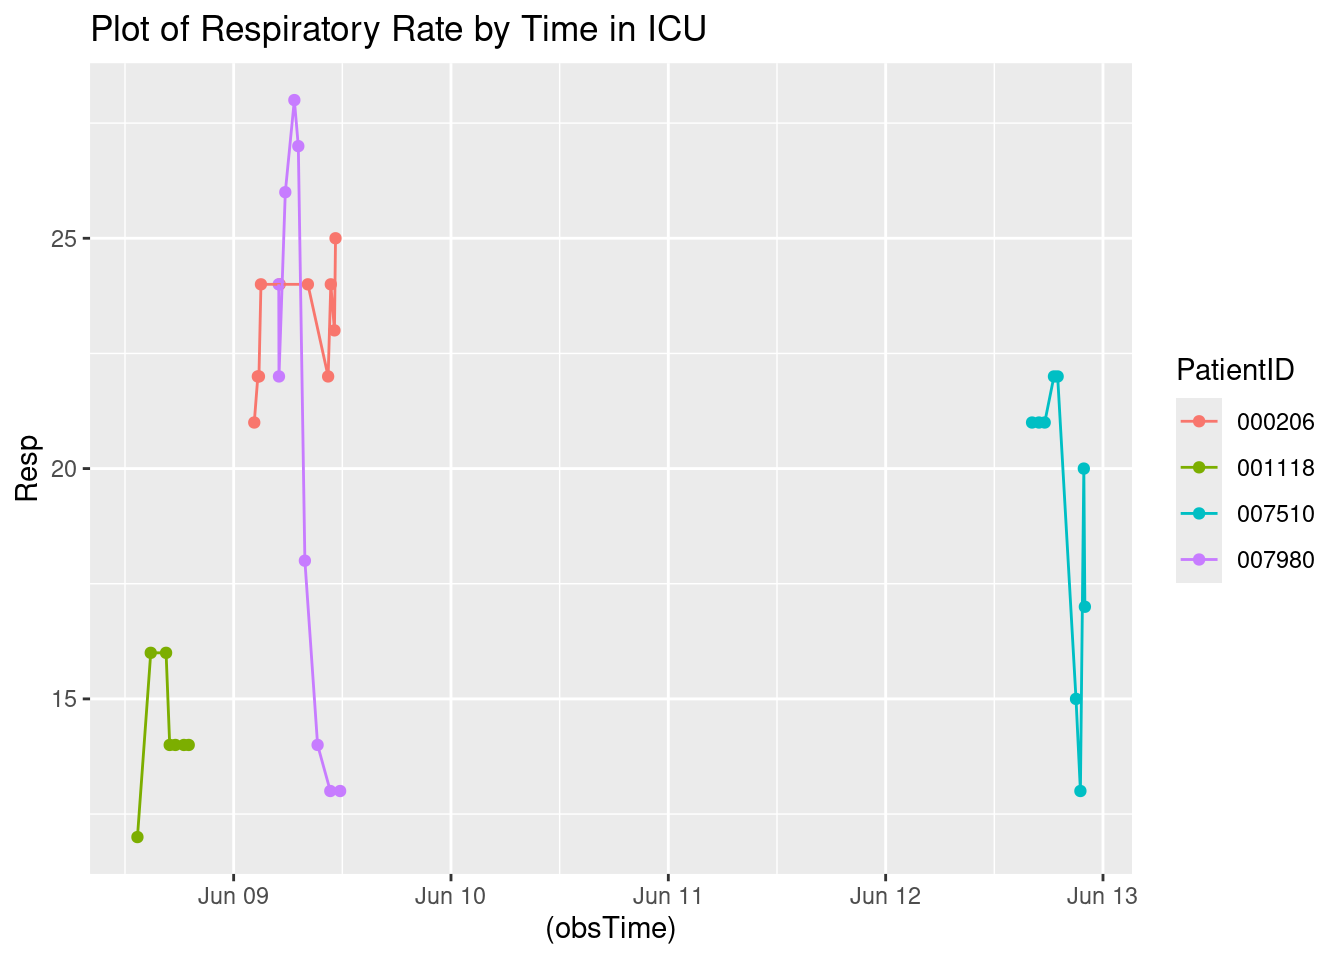 Plot of Respiratory Rate by Time in ICU
25
20
15
Resp
Jun 09 Jun 10 Jun 11 Jun 12 Jun 13
(obsTime)
PatientID
000206
001118
007510
007980